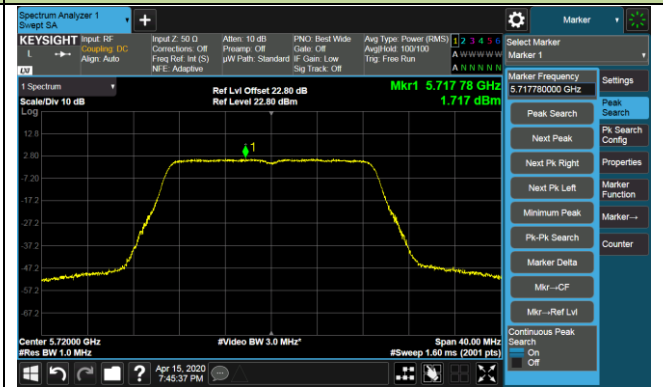 Spectrum Analyzer 1
Swept SA
+
Marker
KEYSIGHT
L
LXI
Input: RF
Coupling: DC
Align: Auto
Input Z: 50 Ω
Corrections: Off
Freq Ref: Int (S)
NFE: Adaptive
Atten: 10 dB
Preamp: Off
µW Path: Standard
PNO: Best Wide
Gate: Off
IF Gain: Low
Sig Track: Off
Avg Type: Power (RMS)
Avg|Hold: 100/100
Trig: Free Run
1 2 3 4 5 6
A W W W W W
A N N N N N
Select Marker
Marker 1
1 Spectrum
Scale/Div 10 dB
Log
Ref Lvl Offset 22.80 dB
Ref Level 22.80 dBm
Mkr1 5.717 78 GHz
1.717 dBm
12.8
2.80
-7.20
-17.2
-27.2
-37.2
-47.2
-57.2
-67.2
1
Center 5.72000 GHz
#Res BW 1.0 MHz
#Video BW 3.0 MHz*
Span 40.00 MHz
#Sweep 1.60 ms (2001 pts)
Marker Frequency
5.717780000 GHz
Peak Search
Next Peak
Next Pk Right
Next Pk Left
Minimum Peak
Pk-Pk Search
Marker Delta
Mkr→CF
Mkr→Ref Lvl
Continuous Peak
Search
On
Off
Settings
Peak
Search
Pk Search
Config
Properties
Marker
Function
Marker→
Counter
?
Apr 15, 2020
7:45:37 PM